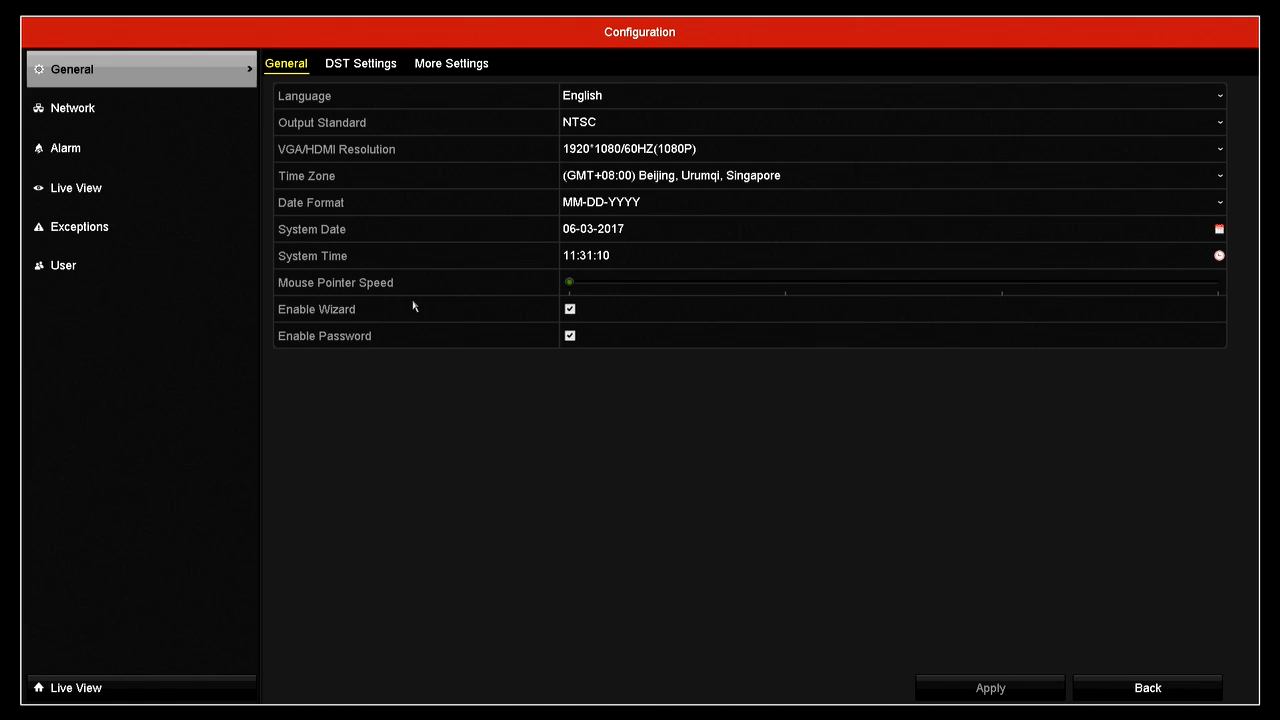 Configuration
General
Network
Alarm
Live View
Exceptions
User
General DST Settings More Settings
Language English
Output Standard NTSC
VGA/HDMI Resolution 1920*1080/60HZ(1080P)
Time Zone (GMT+08:00) Beijing, Urumqi, Singapore
Date Format MM-DD-YYYY
System Date 06-03-2017
System Time 11:31:10
Mouse Pointer Speed
Enable Wizard
Enable Password
Live View
Apply Back